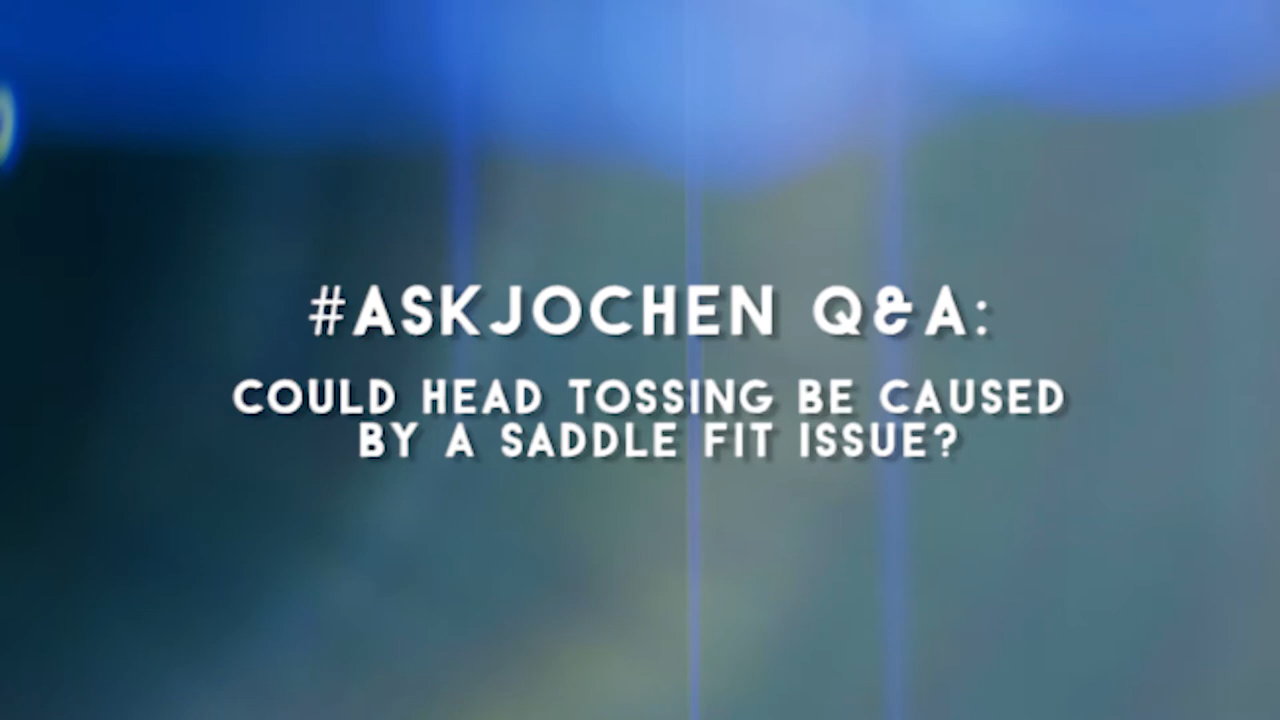 #ASKJOCHEN Q&A:
COULD HEAD TOSSING BE CAUSED
BY A SADDLE FIT ISSUE?